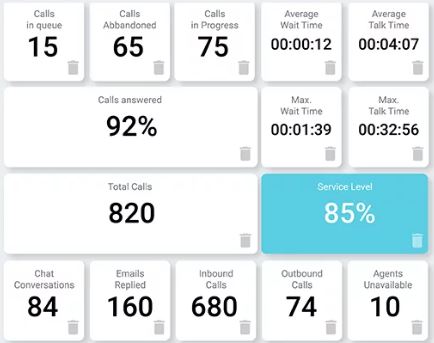 Calls
in queue
15
Calls
Abbandoned
65
Calls
in Progress
75
Average
Wait Time
00:00:12
Average
Talk Time
00:04:07
Calls answered
92%
Max.
Wait Time
00:01:39
Max.
Talk Time
00:32:56
Total Calls
820
Service Level
85%
Chat
Conversations
84
Emails
Replied
160
Inbound
Calls
680
Outbound
Calls
74
Agents
Unavailable
10